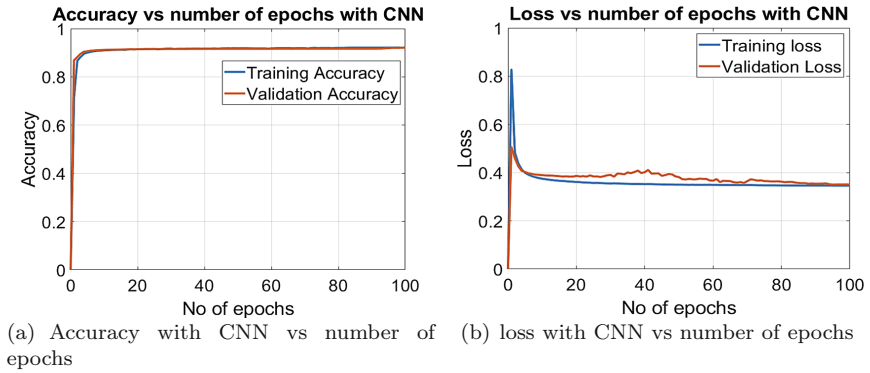 Accuracy vs number of epochs with CNN
1
0.8
0.6
0.4
0.2
0
Accuracy
Training Accuracy
Validation Accuracy
0 20 40 60 80 100
No of epochs
(a) Accuracy with CNN vs number of
epochs
Loss vs number of epochs with CNN
1
0.8
0.6
0.4
0.2
0
Loss
Training loss
Validation Loss
0 20 40 60 80 100
No of epochs
(b) loss with CNN vs number of epochs